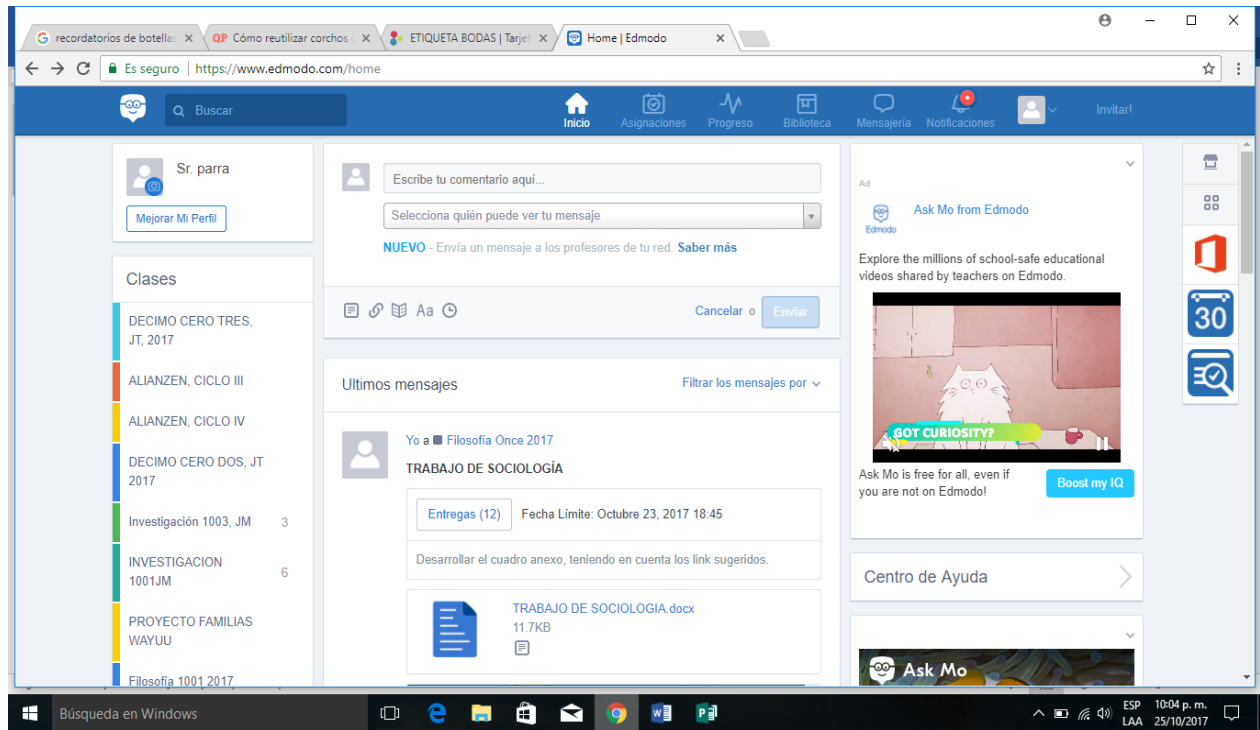 recordatorios de botellas
QP Cómo reutilizar corchos
ETIQUETA BODAS | Tarjet
Home | Edmodo
Es seguro https://www.edmodo.com/home
Buscar
Inicio
Asignaciones
Progreso
Biblioteca
Mensajería
Notificaciones
Invitar!
Sr. parra
Mejorar Mi Perfil
Clases
DECIMO CERO TRES,
JT, 2017
ALIANZEN, CICLO III
ALIANZEN, CICLO IV
DECIMO CERO DOS, JT
2017
Investigación 1003, JM 3
INVESTIGACION
1001JM 6
PROYECTO FAMILIAS
WAYUU
Filosofia 1001 2017
Escribe tu comentario aquí...
Selecciona quién puede ver tu mensaje
NUEVO - Envía un mensaje a los profesores de tu red. Saber más
Aa
Cancelar o Enviar
Ultimos mensajes
Filtrar los mensajes por
Yo a Filosofía Once 2017
TRABAJO DE SOCIOLOGÍA
Entregas (12) Fecha Límite: Octubre 23, 2017 18:45
Desarrollar el cuadro anexo, teniendo en cuenta los link sugeridos.
TRABAJO DE SOCIOLOGIA.docx
11.7KB
Ad
Edmodo
Ask Mo from Edmodo
Explore the millions of school-safe educational
videos shared by teachers on Edmodo.
GOT CURIOSITY?
Ask Mo is free for all, even if
you are not on Edmodo!
Boost my IQ
Centro de Ayuda
Ask Mo
30
Búsqueda en Windows
ESP
LAA
10:04 p. m.
25/10/2017